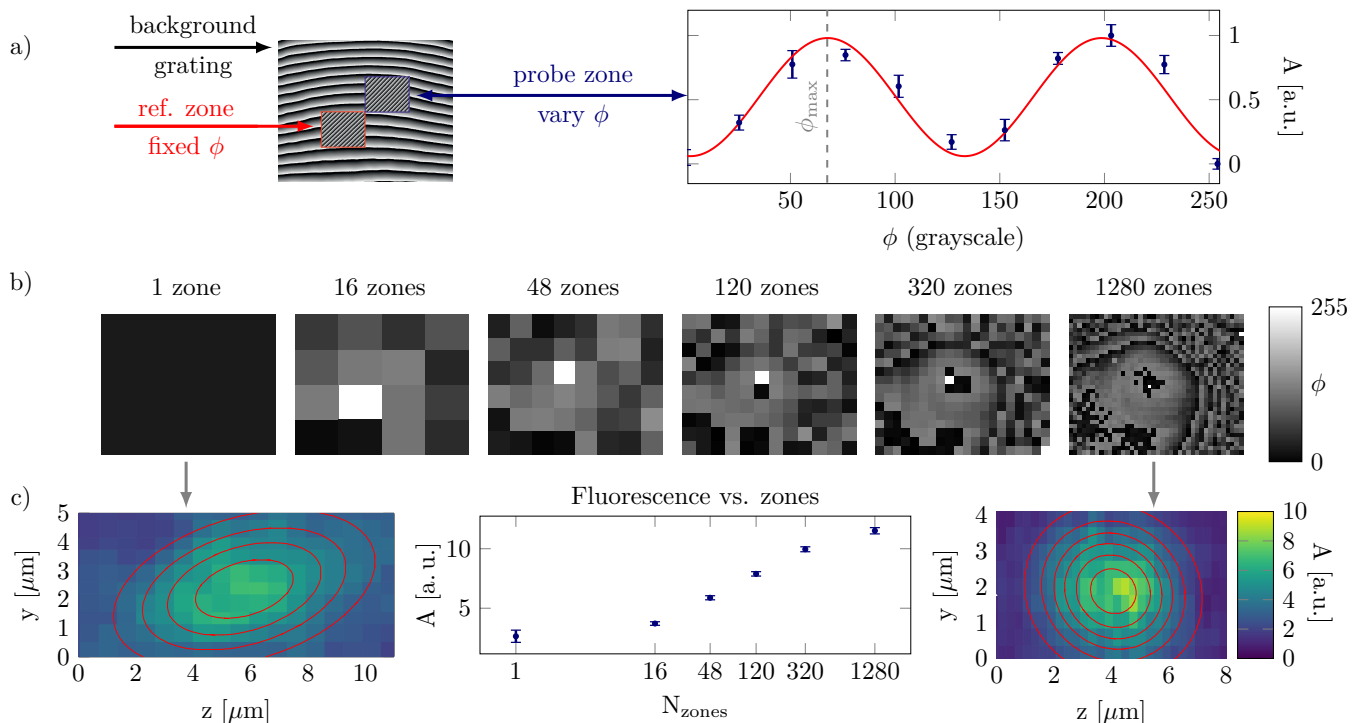 a)
background
grating
ref. zone
fixed ϕ
probe zone
vary ϕ
ϕmax
1
0.5
0
A [a.u.]
50 100 150 200 250
ϕ (grayscale)
b)
1 zone 16 zones 48 zones 120 zones 320 zones 1280 zones
255
ϕ
0
c)
5
4
3
2
1
0
y [μm]
0 2 4 6 8 10
z [μm]
Fluorescence vs. zones
10
5
A [a. u.]
1 16 48 120 320 1280
Nzones
4
3
2
1
0
y [μm]
0 2 4 6 8
z [μm]
10
8
6
4
2
0
A [a.u.]